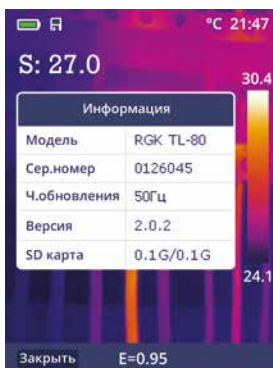 °C 21:47
S: 27.0
30.4
Информация
Модель RGK TL-80
Сер.номер 0126045
Ч.обновления 50Гц
Версия 2.0.2
SD карта 0.1G/0.1G
24.1
Закрыть E=0.95